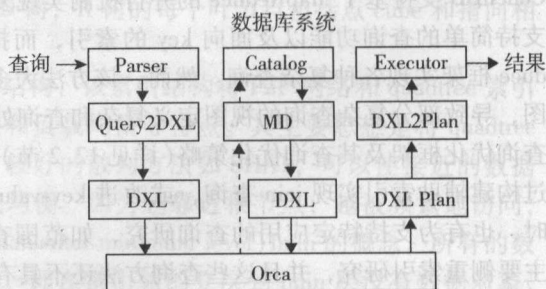 数据库系统
查询 Parser Catalog Executor 结果
Query2DXL MD DXL2Plan
DXL DXL DXL Plan
Orca